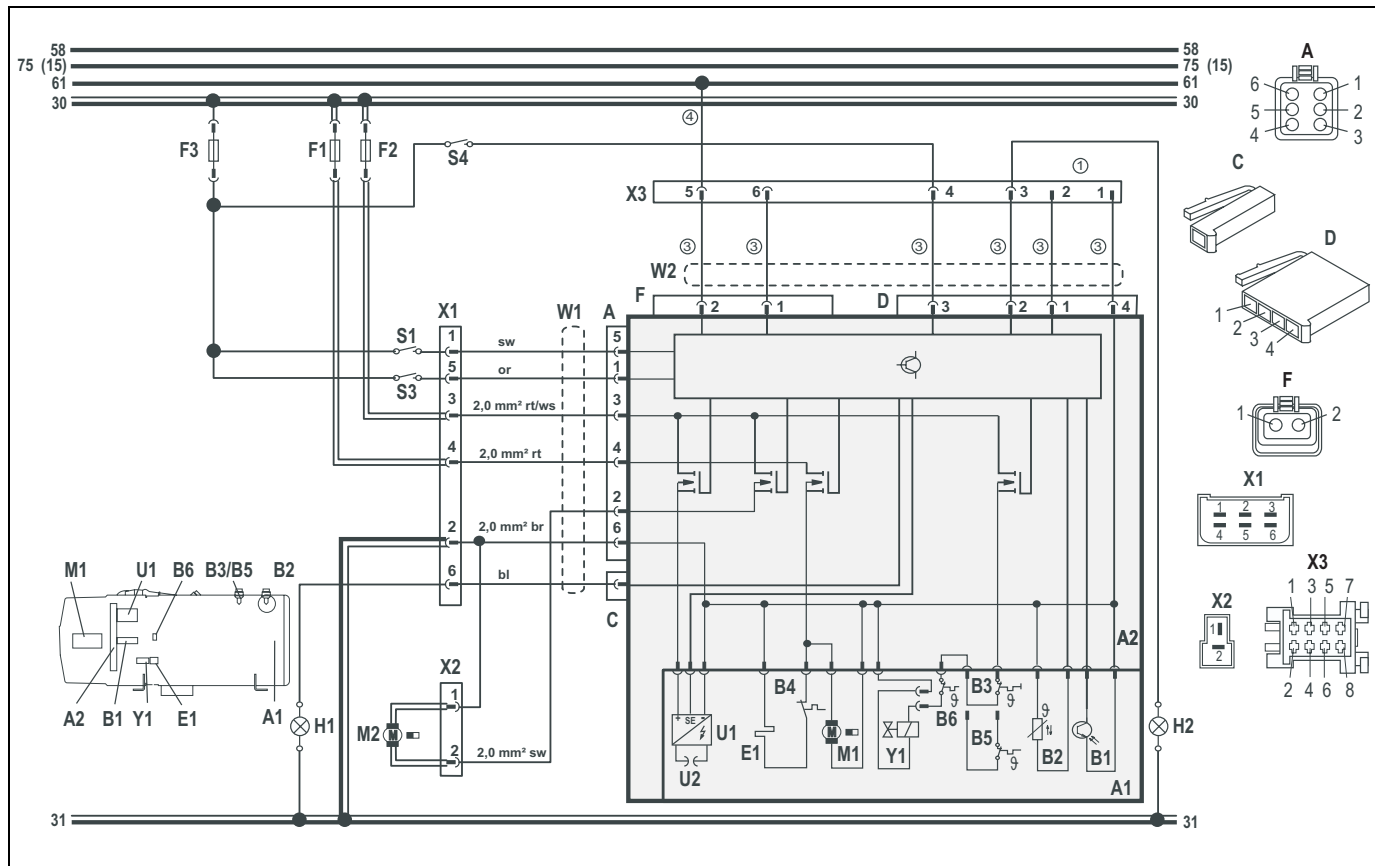 58 58
75 (15) 75 (15)
61 61
30 30
A
6 1
5 2
4 3
F3 F1 F2 S4
4
1
X3 5 6 4 3 2 1
3 3 3 3 3 3
W2
C
D
1
2
3
4
F D
2 1 3 2 1 4
X1 W1 A
S1 1 sw 5
S3 5 or 1
3 2,0 mm² rt/ws 3
4 2,0 mm² rt 4
2
2 2,0 mm² br 6
6 bl
C
F
1 2
X1
1 2 3
4 5 6
X3
1 3 5 7
2 4 6 8
X2
1
2
M1 U1 B6 B3/B5 B2
A2 B1 Y1 E1 A1
H1
X2
1
M2 M
2 2,0 mm² sw
A2
+ SE -
U1
U2
E1
B4
M
M1
Y1
B6
B3
ϑ
ϑ
B5
ϑ
ϑ
B2
B1
A1
H2
31 31